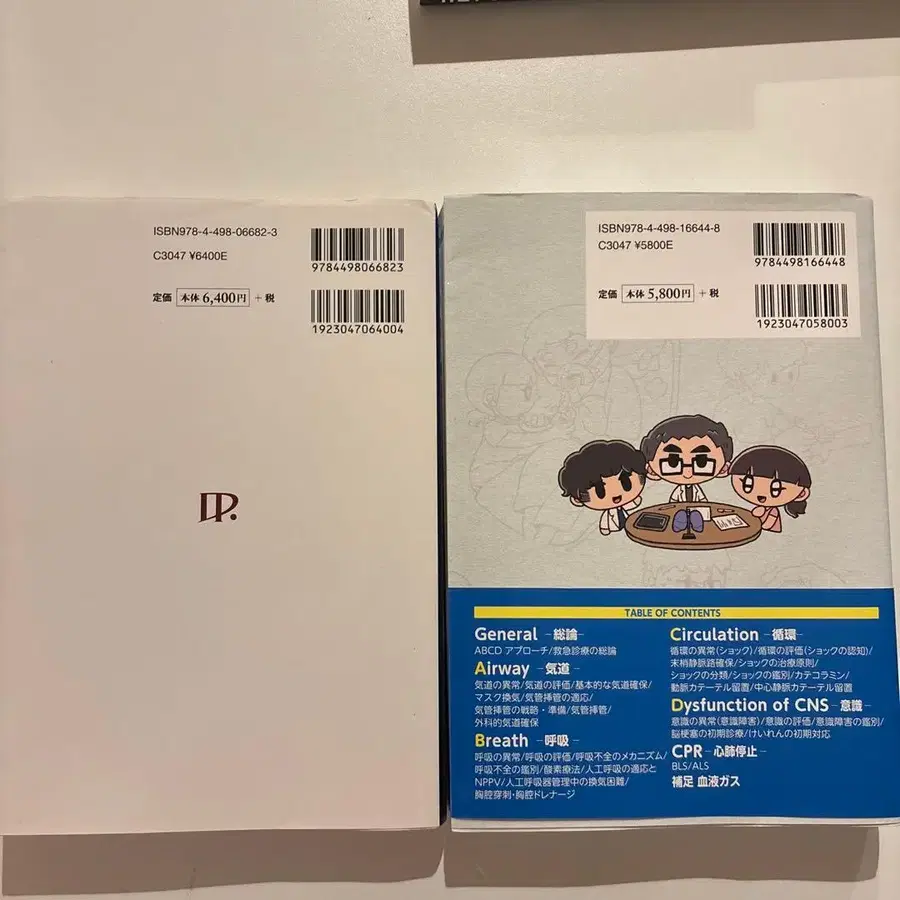 ISBN978-4-498-06682-3
C3047 ¥6400E
9784498066823
定価 本体 6,400円 + 税
1923047064004
ISBN978-4-498-16644-8
C3047 ¥5800E
9784498166448
定価 本体 5,800円 + 税
1923047058003
TABLE OF CONTENTS
General -総論-
ABCD アプローチ/救急診療の総論
Airway -気道-
気道の異常/気道の評価/基本的な気道確保/
マスク換気/気管挿管の適応/
気管挿管の戦略・準備/気管挿管/
外科的気道確保
Breath -呼吸-
呼吸の異常/呼吸の評価/呼吸不全のメカニズム/
呼吸不全の鑑別/酸素療法/人工呼吸の適応と
NPPV/人工呼吸器管理中の換気困難/
胸腔穿刺・胸腔ドレナージ
Circulation -循環-
循環の異常(ショック)/循環の評価(ショックの認知)/
末梢静脈路確保/ショックの治療原則/
ショックの分類/ショックの鑑別/カテコラミン/
動脈カテーテル留置/中心静脈カテーテル留置
Dysfunction of CNS -意識-
意識の異常(意識障害)/意識の評価/意識障害の鑑別/
脳梗塞の初期診療/けいれんの初期対応
CPR -心肺停止-
BLS/ALS
補足 血液ガス